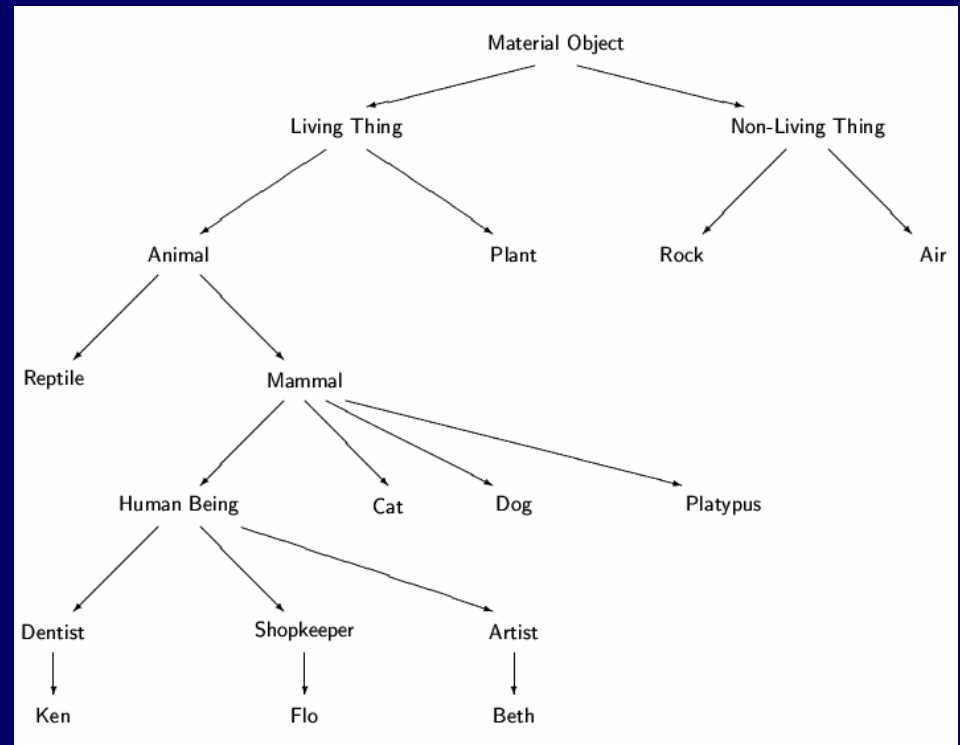 Material Object
Living Thing Non-Living Thing
Animal Plant Rock Air
Reptile Mammal
Human Being Cat Dog Platypus
Dentist Shopkeeper Artist
Ken Flo Beth